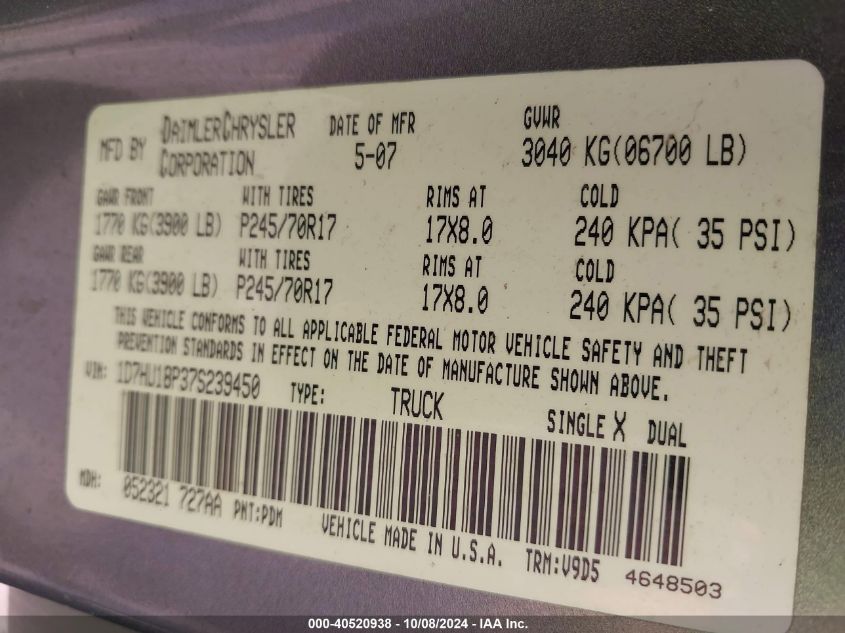 MFD BY DAIMLERCHRYSLER CORPORATION DATE OF MFR 5-07 GVWR 3040 KG(06700 LB)
GAWR FRONT WITH TIRES RIMS AT COLD
1770 KG(3900 LB) P245/70R17 17X8.0 240 KPA( 35 PSI)
GAWR REAR WITH TIRES RIMS AT COLD
1770 KG(3900 LB) P245/70R17 17X8.0 240 KPA( 35 PSI)
THIS VEHICLE CONFORMS TO ALL APPLICABLE FEDERAL MOTOR VEHICLE SAFETY AND THEFT
PREVENTION STANDARDS IN EFFECT ON THE DATE OF MANUFACTURE SHOWN ABOVE.
VIN: 1D7HU18P37S239450 TYPE: TRUCK SINGLE X DUAL
MDH: 052321 727AA PNT:PDM VEHICLE MADE IN U.S.A. TRM:V9D5 4648503
000-40520938 - 10/08/2024 - IAA Inc.